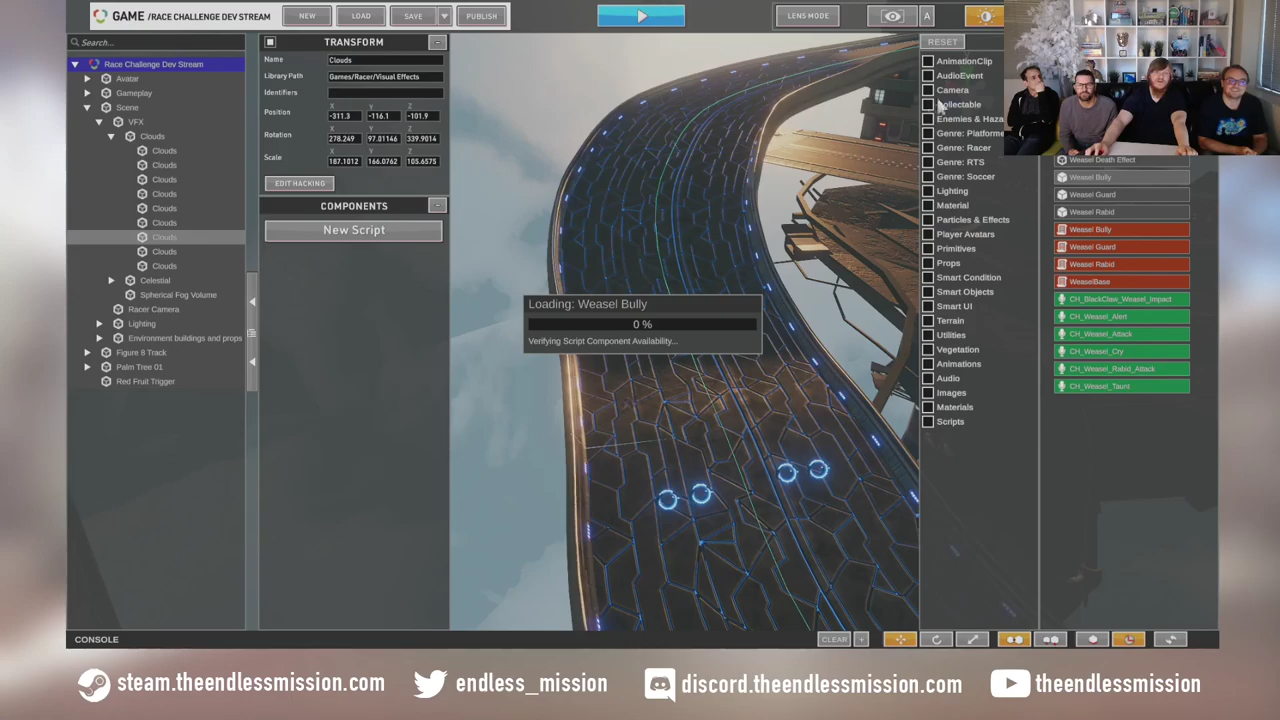 GAME /RACE CHALLENGE DEV STREAM
NEW
LOAD
SAVE
PUBLISH
LENS MODE
A
Search...
Race Challenge Dev Stream
Avatar
Gameplay
Scene
VFX
Clouds
Clouds
Clouds
Clouds
Clouds
Clouds
Clouds
Clouds
Clouds
Clouds
Celestial
Spherical Fog Volume
Racer Camera
Lighting
Environment buildings and props
Figure 8 Track
Palm Tree 01
Red Fruit Trigger
TRANSFORM
Name Clouds
Library Path Games/Racer/Visual Effects
Identifiers
X y Z
Position -311.3 -116.1 -101.9
X Y Z
Rotation 278.249 97.01146 339.9014
X Y Z
Scale 187.1012 166.0762 105.6575
EDIT HACKING
COMPONENTS
New Script
Loading: Weasel Bully
0 %
Verifying Script Component Availability...
RESET
AnimationClip
AudioEvent
Camera
ollectable
Enemies & Haza
Genre: Platforme
Genre: Racer
Genre: RTS
Genre: Soccer
Lighting
Material
Particles & Effects
Player Avatars
Primitives
Props
Smart Condition
Smart Objects
Smart UI
Terrain
Utilities
Vegetation
Animations
Audio
Images
Materials
Scripts
Weasel Death Effect
Weasel Bully
Weasel Guard
Weasel Rabid
Weasel Bully
Weasel Guard
Weasel Rabid
WeaselBase
CH_BlackClaw_Weasel_Impact
CH_Weasel_Alert
CH_Weasel_Attack
CH_Weasel_Cry
CH_Weasel_Rabid_Attack
CH_Weasel_Taunt
CONSOLE
CLEAR +
steam.theendlessmission.com
endless_mission
discord.theendlessmission.com
theendlessmission